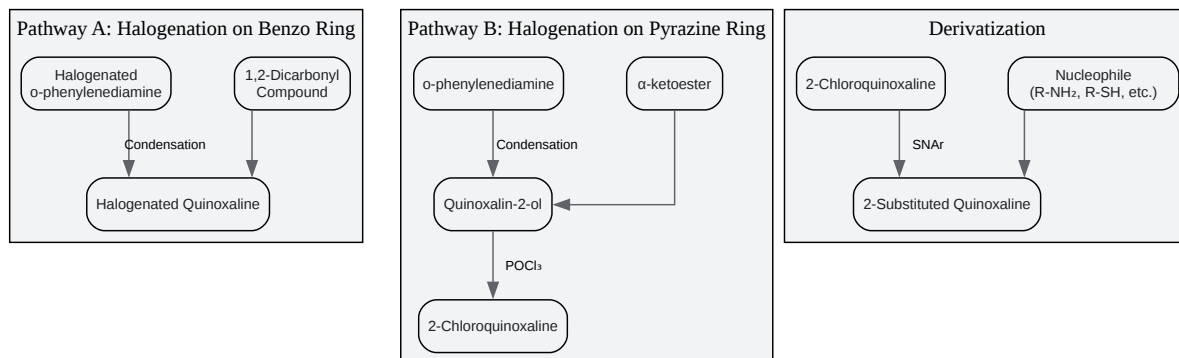 Pathway A: Halogenation on Benzo Ring
Halogenated
o-phenylenediamine
1,2-Dicarbonyl
Compound
Condensation
Halogenated Quinoxaline
Pathway B: Halogenation on Pyrazine Ring
o-phenylenediamine
α-ketoester
Condensation
Quinoxalin-2-ol
POCl₃
2-Chloroquinoxaline
Derivatization
2-Chloroquinoxaline
Nucleophile
(R-NH₂, R-SH, etc.)
SNAr
2-Substituted Quinoxaline